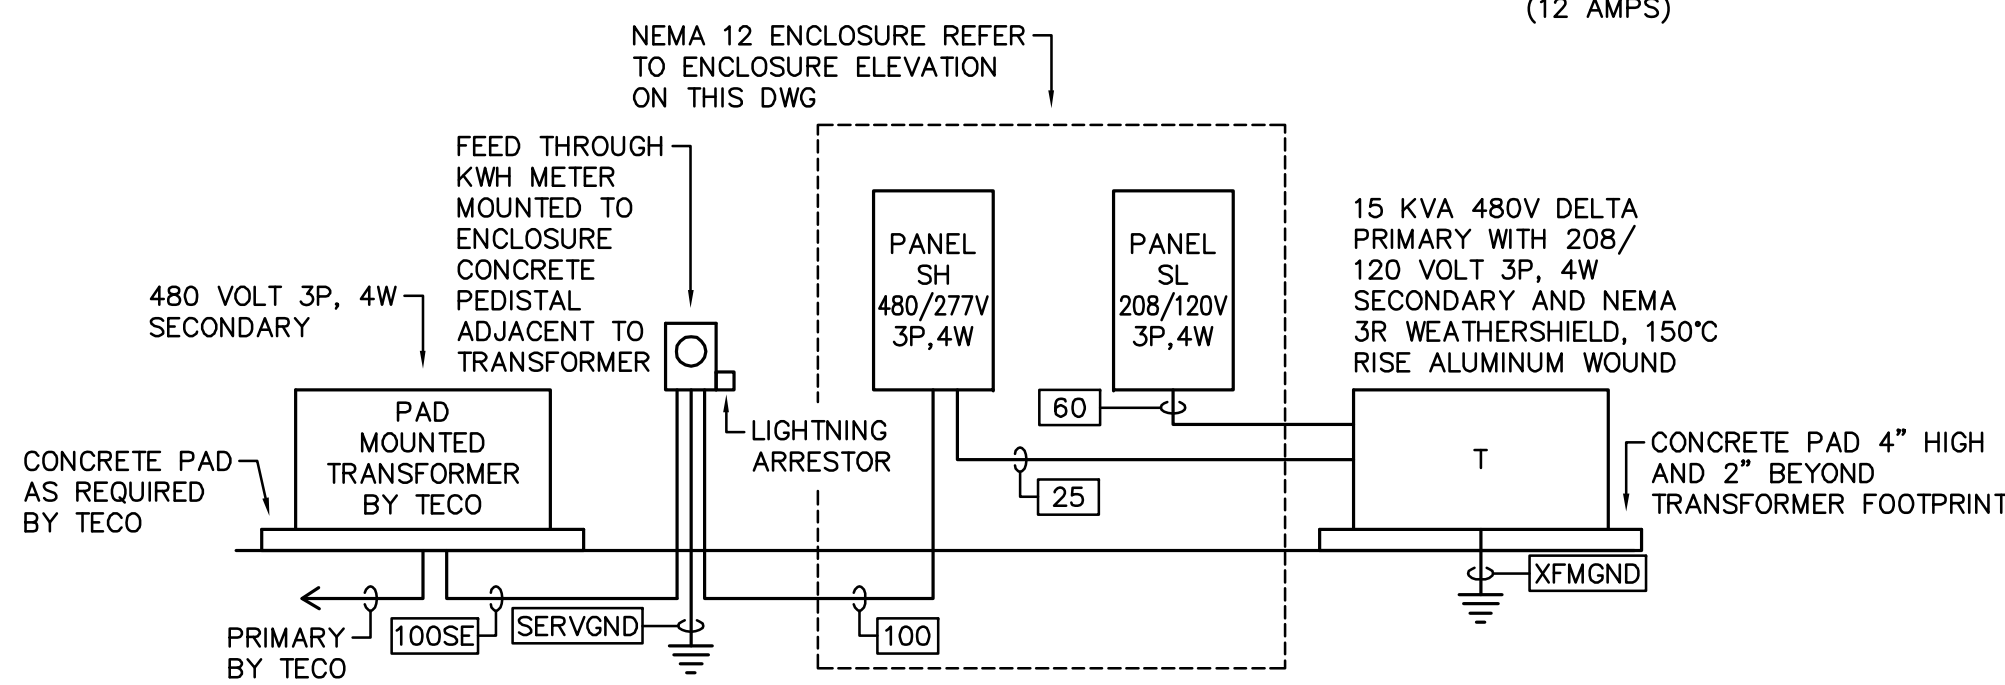 (12 AMPS)
NEMA 12 ENCLOSURE REFER
TO ENCLOSURE ELEVATION
ON THIS DWG
FEED THROUGH
KWH METER
MOUNTED TO
ENCLOSURE
CONCRETE
PEDISTAL
ADJACENT TO
TRANSFORMER
480 VOLT 3P, 4W
SECONDARY
PANEL
SH
480/277V
3P,4W
PANEL
SL
208/120V
3P,4W
15 KVA 480V DELTA
PRIMARY WITH 208/
120 VOLT 3P, 4W
SECONDARY AND NEMA
3R WEATHERSHIELD, 150°C
RISE ALUMINUM WOUND
PAD
MOUNTED
TRANSFORMER
BY TECO
CONCRETE PAD
AS REQUIRED
BY TECO
LIGHTNING
ARRESTOR
60
25
T
CONCRETE PAD 4" HIGH
AND 2" BEYOND
TRANSFORMER FOOTPRINT
XFMGND
PRIMARY
BY TECO
100SE
SERVGND
100